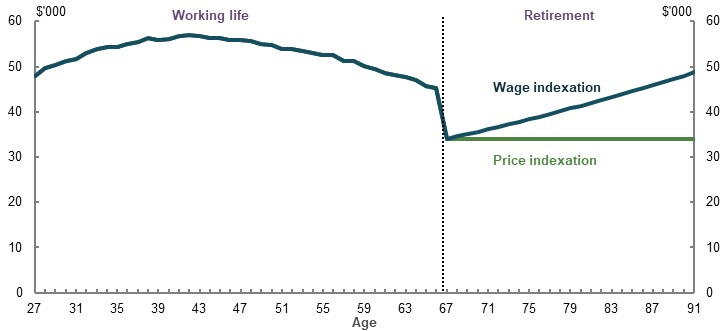 $'000 Working life Retirement $'000
60 60
50 50
Wage indexation
40 40
30 30
Price indexation
20 20
10 10
0 0
27 31 35 39 43 47 51 55 59 63 67 71 75 79 83 87 91
Age